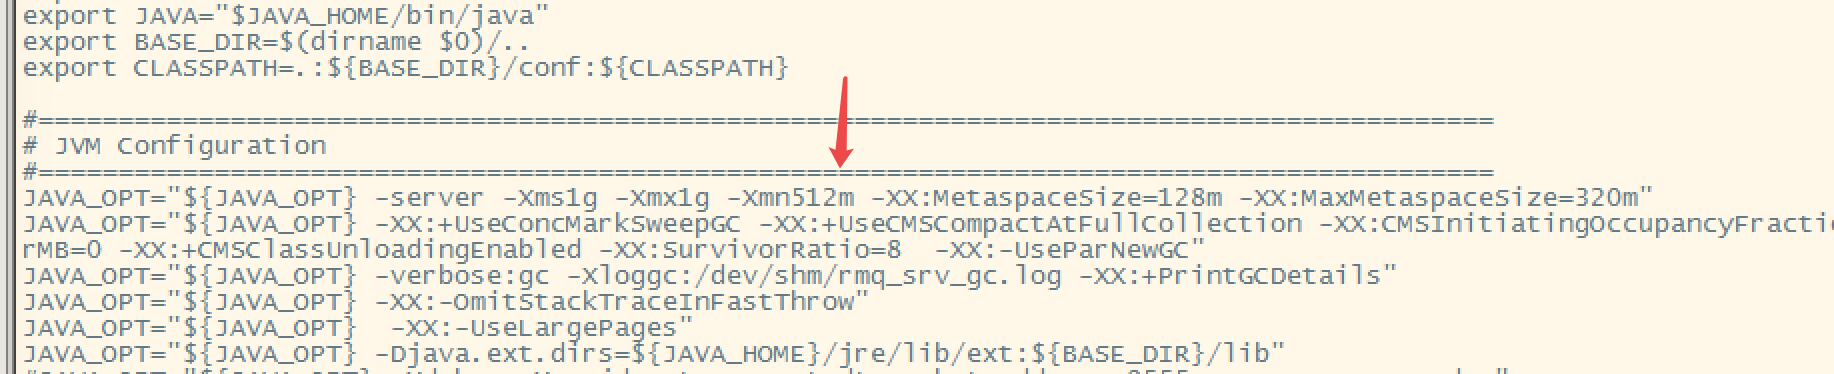 export JAVA="$JAVA_HOME/bin/java"
export BASE_DIR=$(dirname $0)/..
export CLASSPATH=.:${BASE_DIR}/conf:${CLASSPATH}
#===========================================================================================
# JVM Configuration
#===========================================================================================
JAVA_OPT="${JAVA_OPT} -server -Xms1g -Xmx1g -Xmn512m -XX:MetaspaceSize=128m -XX:MaxMetaspaceSize=320m"
JAVA_OPT="${JAVA_OPT} -XX:+UseConcMarkSweepGC -XX:+UseCMSCompactAtFullCollection -XX:CMSInitiatingOccupancyFracti
rMB=0 -XX:+CMSClassUnloadingEnabled -XX:SurvivorRatio=8  -XX:-UseParNewGC"
JAVA_OPT="${JAVA_OPT} -verbose:gc -Xloggc:/dev/shm/rmq_srv_gc.log -XX:+PrintGCDetails"
JAVA_OPT="${JAVA_OPT} -XX:-OmitStackTraceInFastThrow"
JAVA_OPT="${JAVA_OPT}  -XX:-UseLargePages"
JAVA_OPT="${JAVA_OPT} -Djava.ext.dirs=${JAVA_HOME}/jre/lib/ext:${BASE_DIR}/lib"